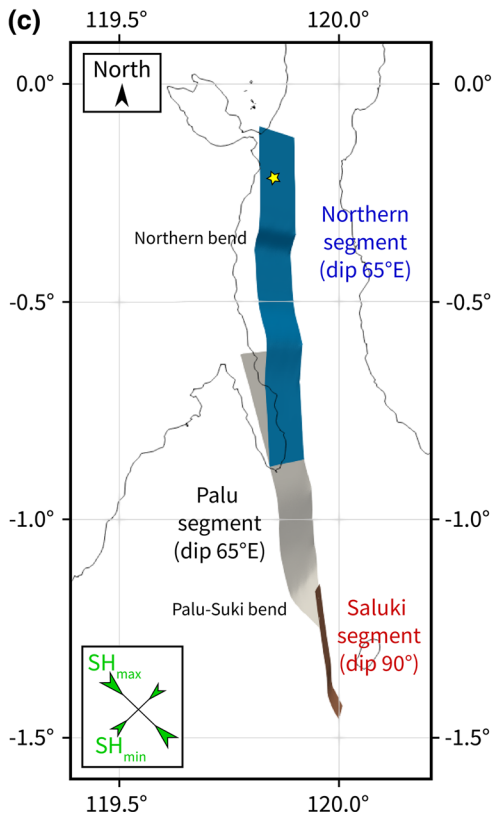 (c)
119.5° 120.0°
North
0.0° 0.0°
Northern
segment
(dip 65°E)
Northern bend
-0.5° -0.5°
Palu
segment
(dip 65°E)
-1.0° -1.0°
Palu-Suki bend
Saluki
segment
(dip 90°)
SHmax
SHmin
-1.5° -1.5°
119.5° 120.0°